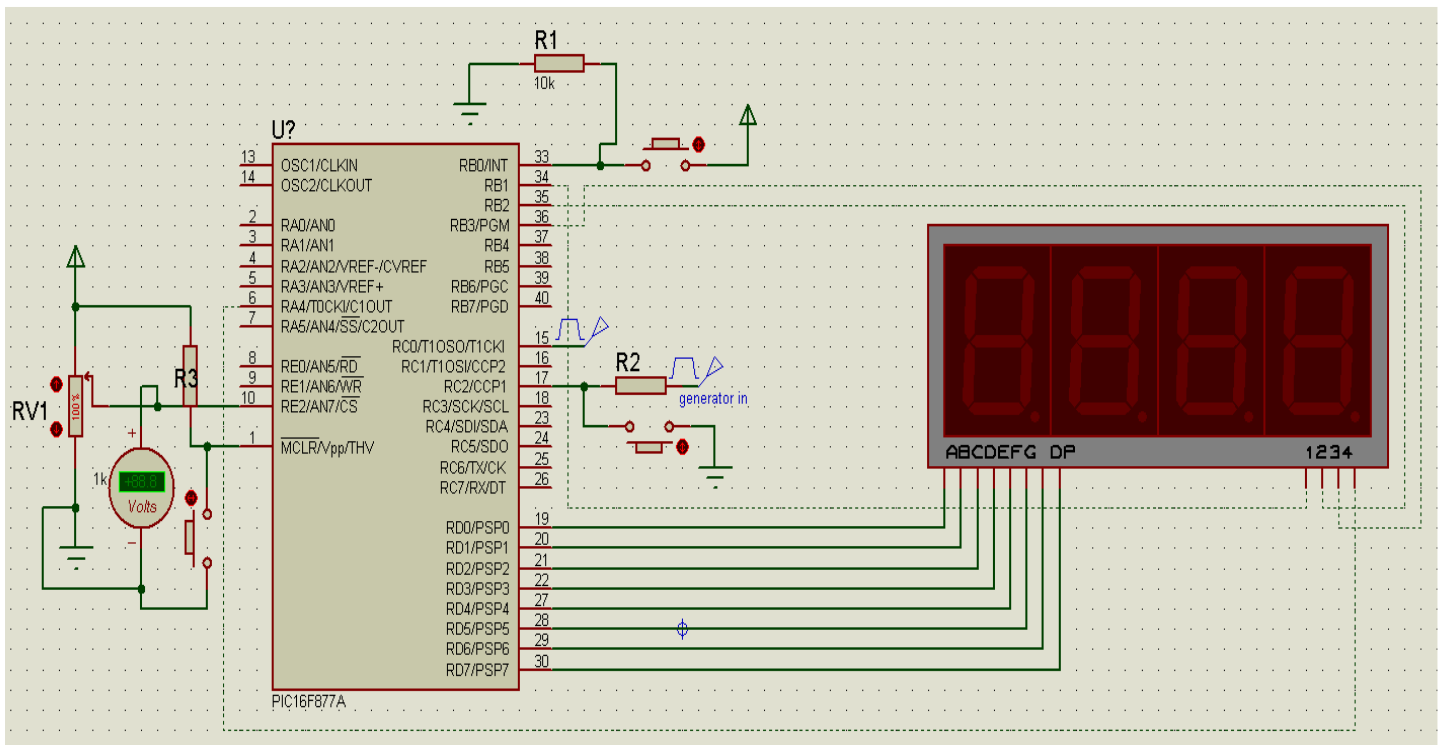 R1
10k
U?
13 OSC1/CLKIN
14 OSC2/CLKOUT
2 RA0/AN0
3 RA1/AN1
4 RA2/AN2/VREF-/CVREF
5 RA3/AN3/VREF+
6 RA4/T0CKI/C1OUT
7 RA5/AN4/SS/C2OUT
8 RE0/AN5/RD
9 RE1/AN6/WR
10 RE2/AN7/CS
1 MCLR/Vpp/THV
RB0/INT 33
RB1 34
RB2 35
RB3/PGM 36
RB4 37
RB5 38
RB6/PGC 39
RB7/PGD 40
RC0/T1OSO/T1CKI 15
RC1/T1OSI/CCP2 16
RC2/CCP1 17
RC3/SCK/SCL 18
RC4/SDI/SDA 23
RC5/SDO 24
RC6/TX/CK 25
RC7/RX/DT 26
RD0/PSP0 19
RD1/PSP1 20
RD2/PSP2 21
RD3/PSP3 22
RD4/PSP4 27
RD5/PSP5 28
RD6/PSP6 29
RD7/PSP7 30
PIC16F877A
R3
RV1
100 %
1k
+
+88.8
Volts
−
R2
generator in
ABCDEFG DP
1234